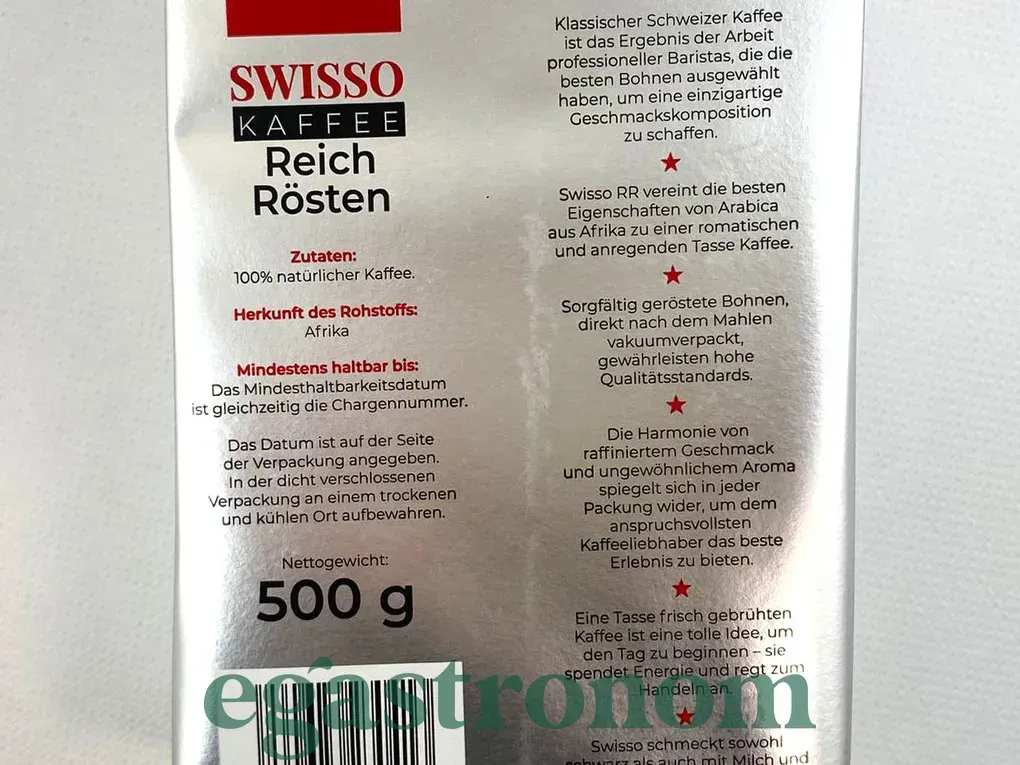 SWISSO
KAFFEE
Reich
Rösten
Zutaten:
100% natürlicher Kaffee.
Herkunft des Rohstoffs:
Afrika
Mindestens haltbar bis:
Das Mindesthaltbarkeitsdatum
ist gleichzeitig die Chargennummer.
Das Datum ist auf der Seite
der Verpackung angegeben.
In der dicht verschlossenen
Verpackung an einem trockenen
und kühlen Ort aufbewahren.
Nettogewicht:
500 g
Klassischer Schweizer Kaffee
ist das Ergebnis der Arbeit
professioneller Baristas, die die
besten Bohnen ausgewählt
haben, um eine einzigartige
Geschmackskomposition
zu schaffen.
Swisso RR vereint die besten
Eigenschaften von Arabica
aus Afrika zu einer romatischen
und anregenden Tasse Kaffee.
Sorgfältig geröstete Bohnen,
direkt nach dem Mahlen
vakuumverpackt,
gewährleisten hohe
Qualitätsstandards.
Die Harmonie von
raffiniertem Geschmack
und ungewöhnlichem Aroma
spiegelt sich in jeder
Packung wider, um dem
anspruchsvollsten
Kaffeeliebhaber das beste
Erlebnis zu bieten.
Eine Tasse frisch gebrühten
Kaffee ist eine tolle Idee, um
den Tag zu beginnen – sie
spendet Energie und regt zum
Handeln an.
Swisso schmeckt sowohl
schwarz als auch mit Milch und
egastronom